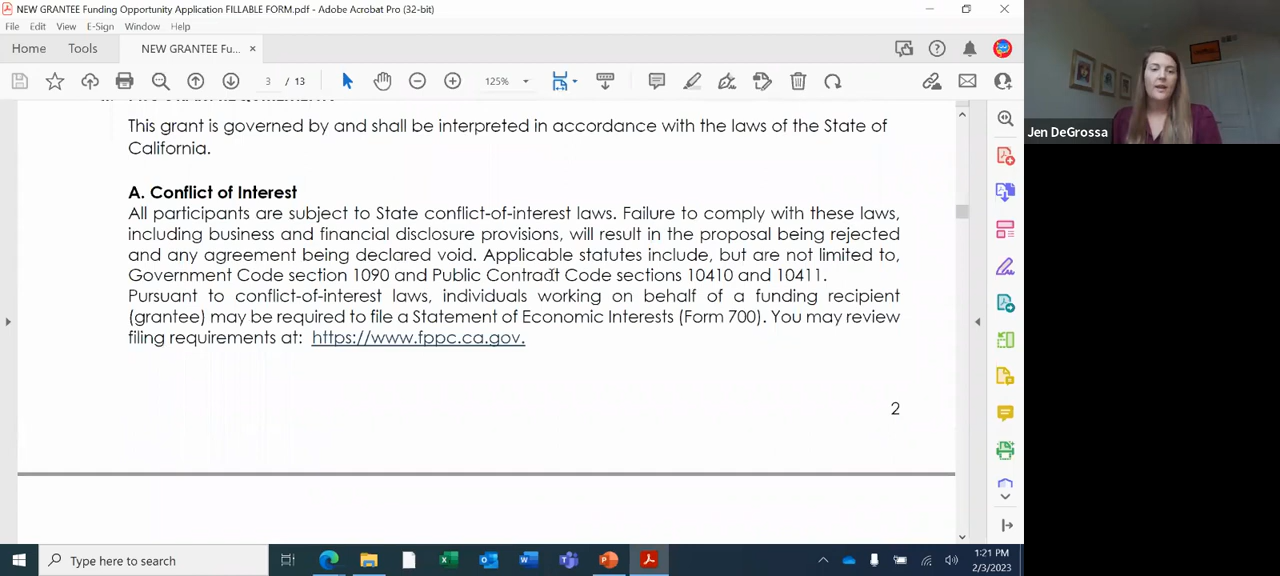 NEW GRANTEE Funding Opportunity Application FILLABLE FORM.pdf - Adobe Acrobat Pro (32-bit)
File Edit View E-Sign Window Help
Home Tools NEW GRANTEE Fu... ×
3 / 13 125%
This grant is governed by and shall be interpreted in accordance with the laws of the State of
California.
A. Conflict of Interest
All participants are subject to State conflict-of-interest laws. Failure to comply with these laws,
including business and financial disclosure provisions, will result in the proposal being rejected
and any agreement being declared void. Applicable statutes include, but are not limited to,
Government Code section 1090 and Public Contract Code sections 10410 and 10411.
Pursuant to conflict-of-interest laws, individuals working on behalf of a funding recipient
(grantee) may be required to file a Statement of Economic Interests (Form 700). You may review
filing requirements at: https://www.fppc.ca.gov.
2
Jen DeGrossa
Type here to search
1:21 PM
2/3/2023